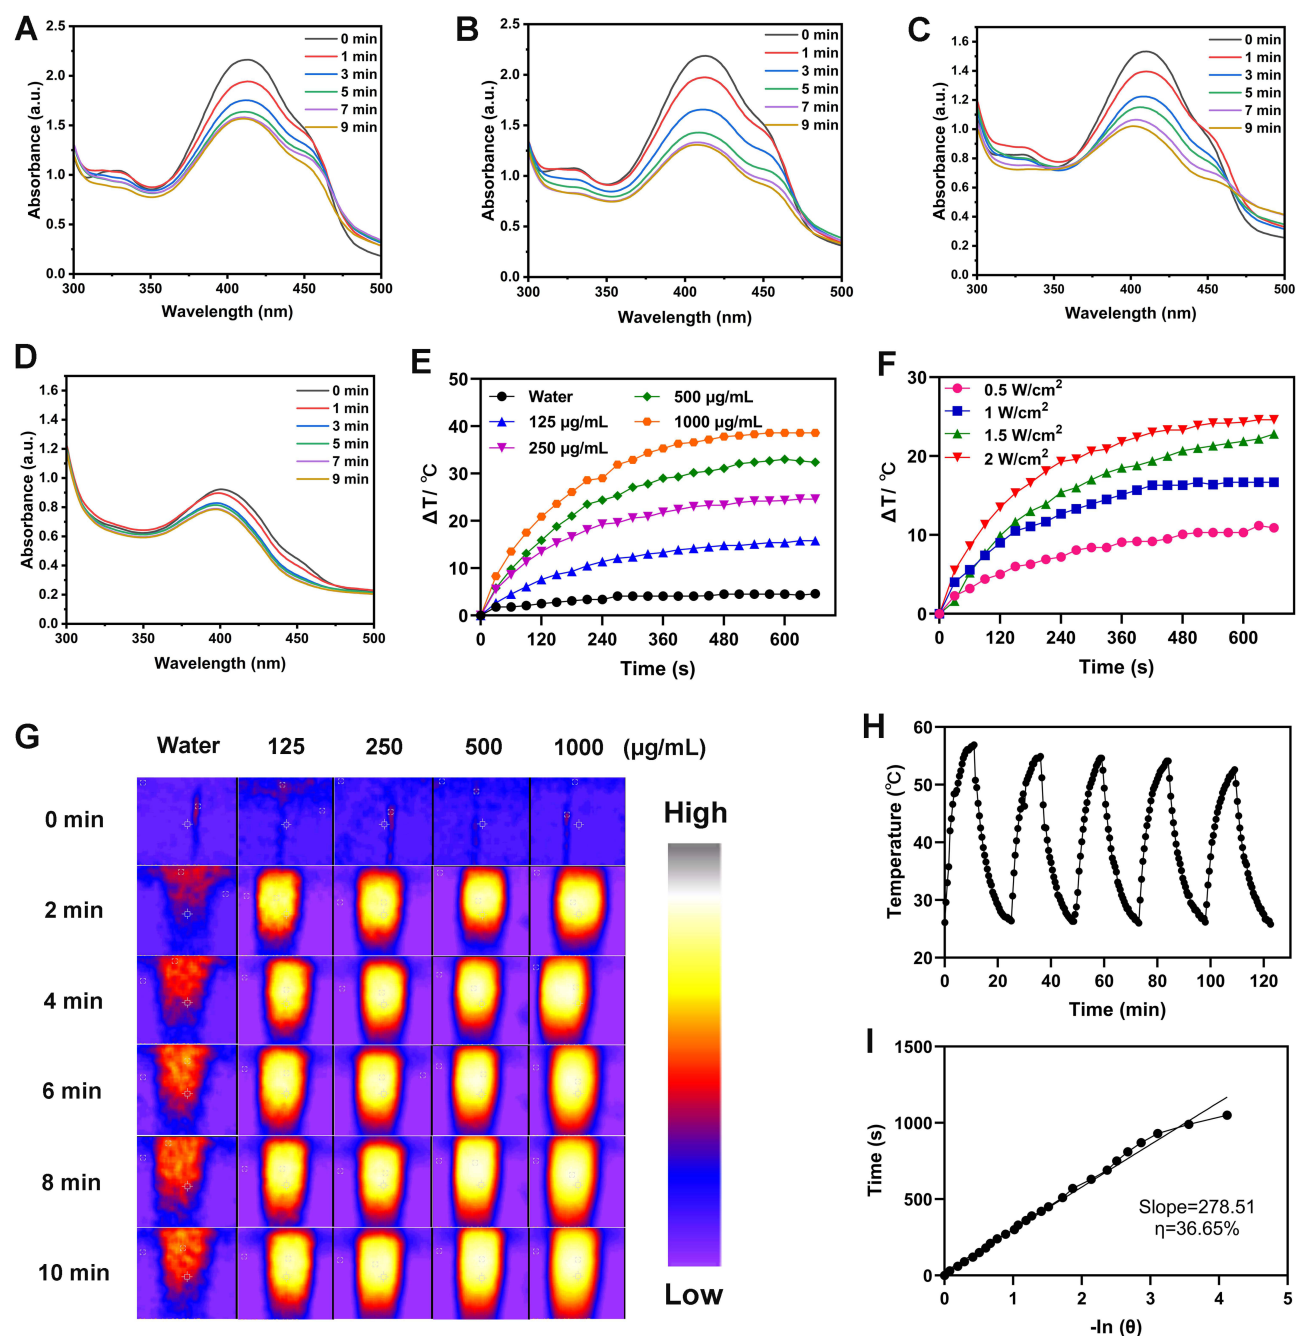 A
2.5
2.0
1.5
1.0
0.5
0.0
300 350 400 450 500
Absorbance (a.u.)
Wavelength (nm)
0 min
1 min
3 min
5 min
7 min
9 min
B
2.5
2.0
1.5
1.0
0.5
0.0
300 350 400 450 500
Absorbance (a.u.)
Wavelength (nm)
0 min
1 min
3 min
5 min
7 min
9 min
C
1.6
1.4
1.2
1.0
0.8
0.6
0.4
0.2
0.0
300 350 400 450 500
Absorbance (a.u.)
Wavelength (nm)
0 min
1 min
3 min
5 min
7 min
9 min
D
1.6
1.4
1.2
1.0
0.8
0.6
0.4
0.2
0.0
300 350 400 450 500
Absorbance (a.u.)
Wavelength (nm)
0 min
1 min
3 min
5 min
7 min
9 min
E
50
40
30
20
10
0
0 120 240 360 480 600
ΔT / °C
Time (s)
Water
125 μg/mL
250 μg/mL
500 μg/mL
1000 μg/mL
F
30
20
10
0
0 120 240 360 480 600
ΔT / °C
Time (s)
0.5 W/cm²
1 W/cm²
1.5 W/cm²
2 W/cm²
G
Water 125 250 500 1000 (μg/mL)
0 min
2 min
4 min
6 min
8 min
10 min
High
Low
H
60
50
40
30
20
0 20 40 60 80 100 120
Temperature (°C)
Time (min)
I
1500
1000
500
0
0 1 2 3 4 5
Time (s)
-ln (θ)
Slope=278.51
η=36.65%